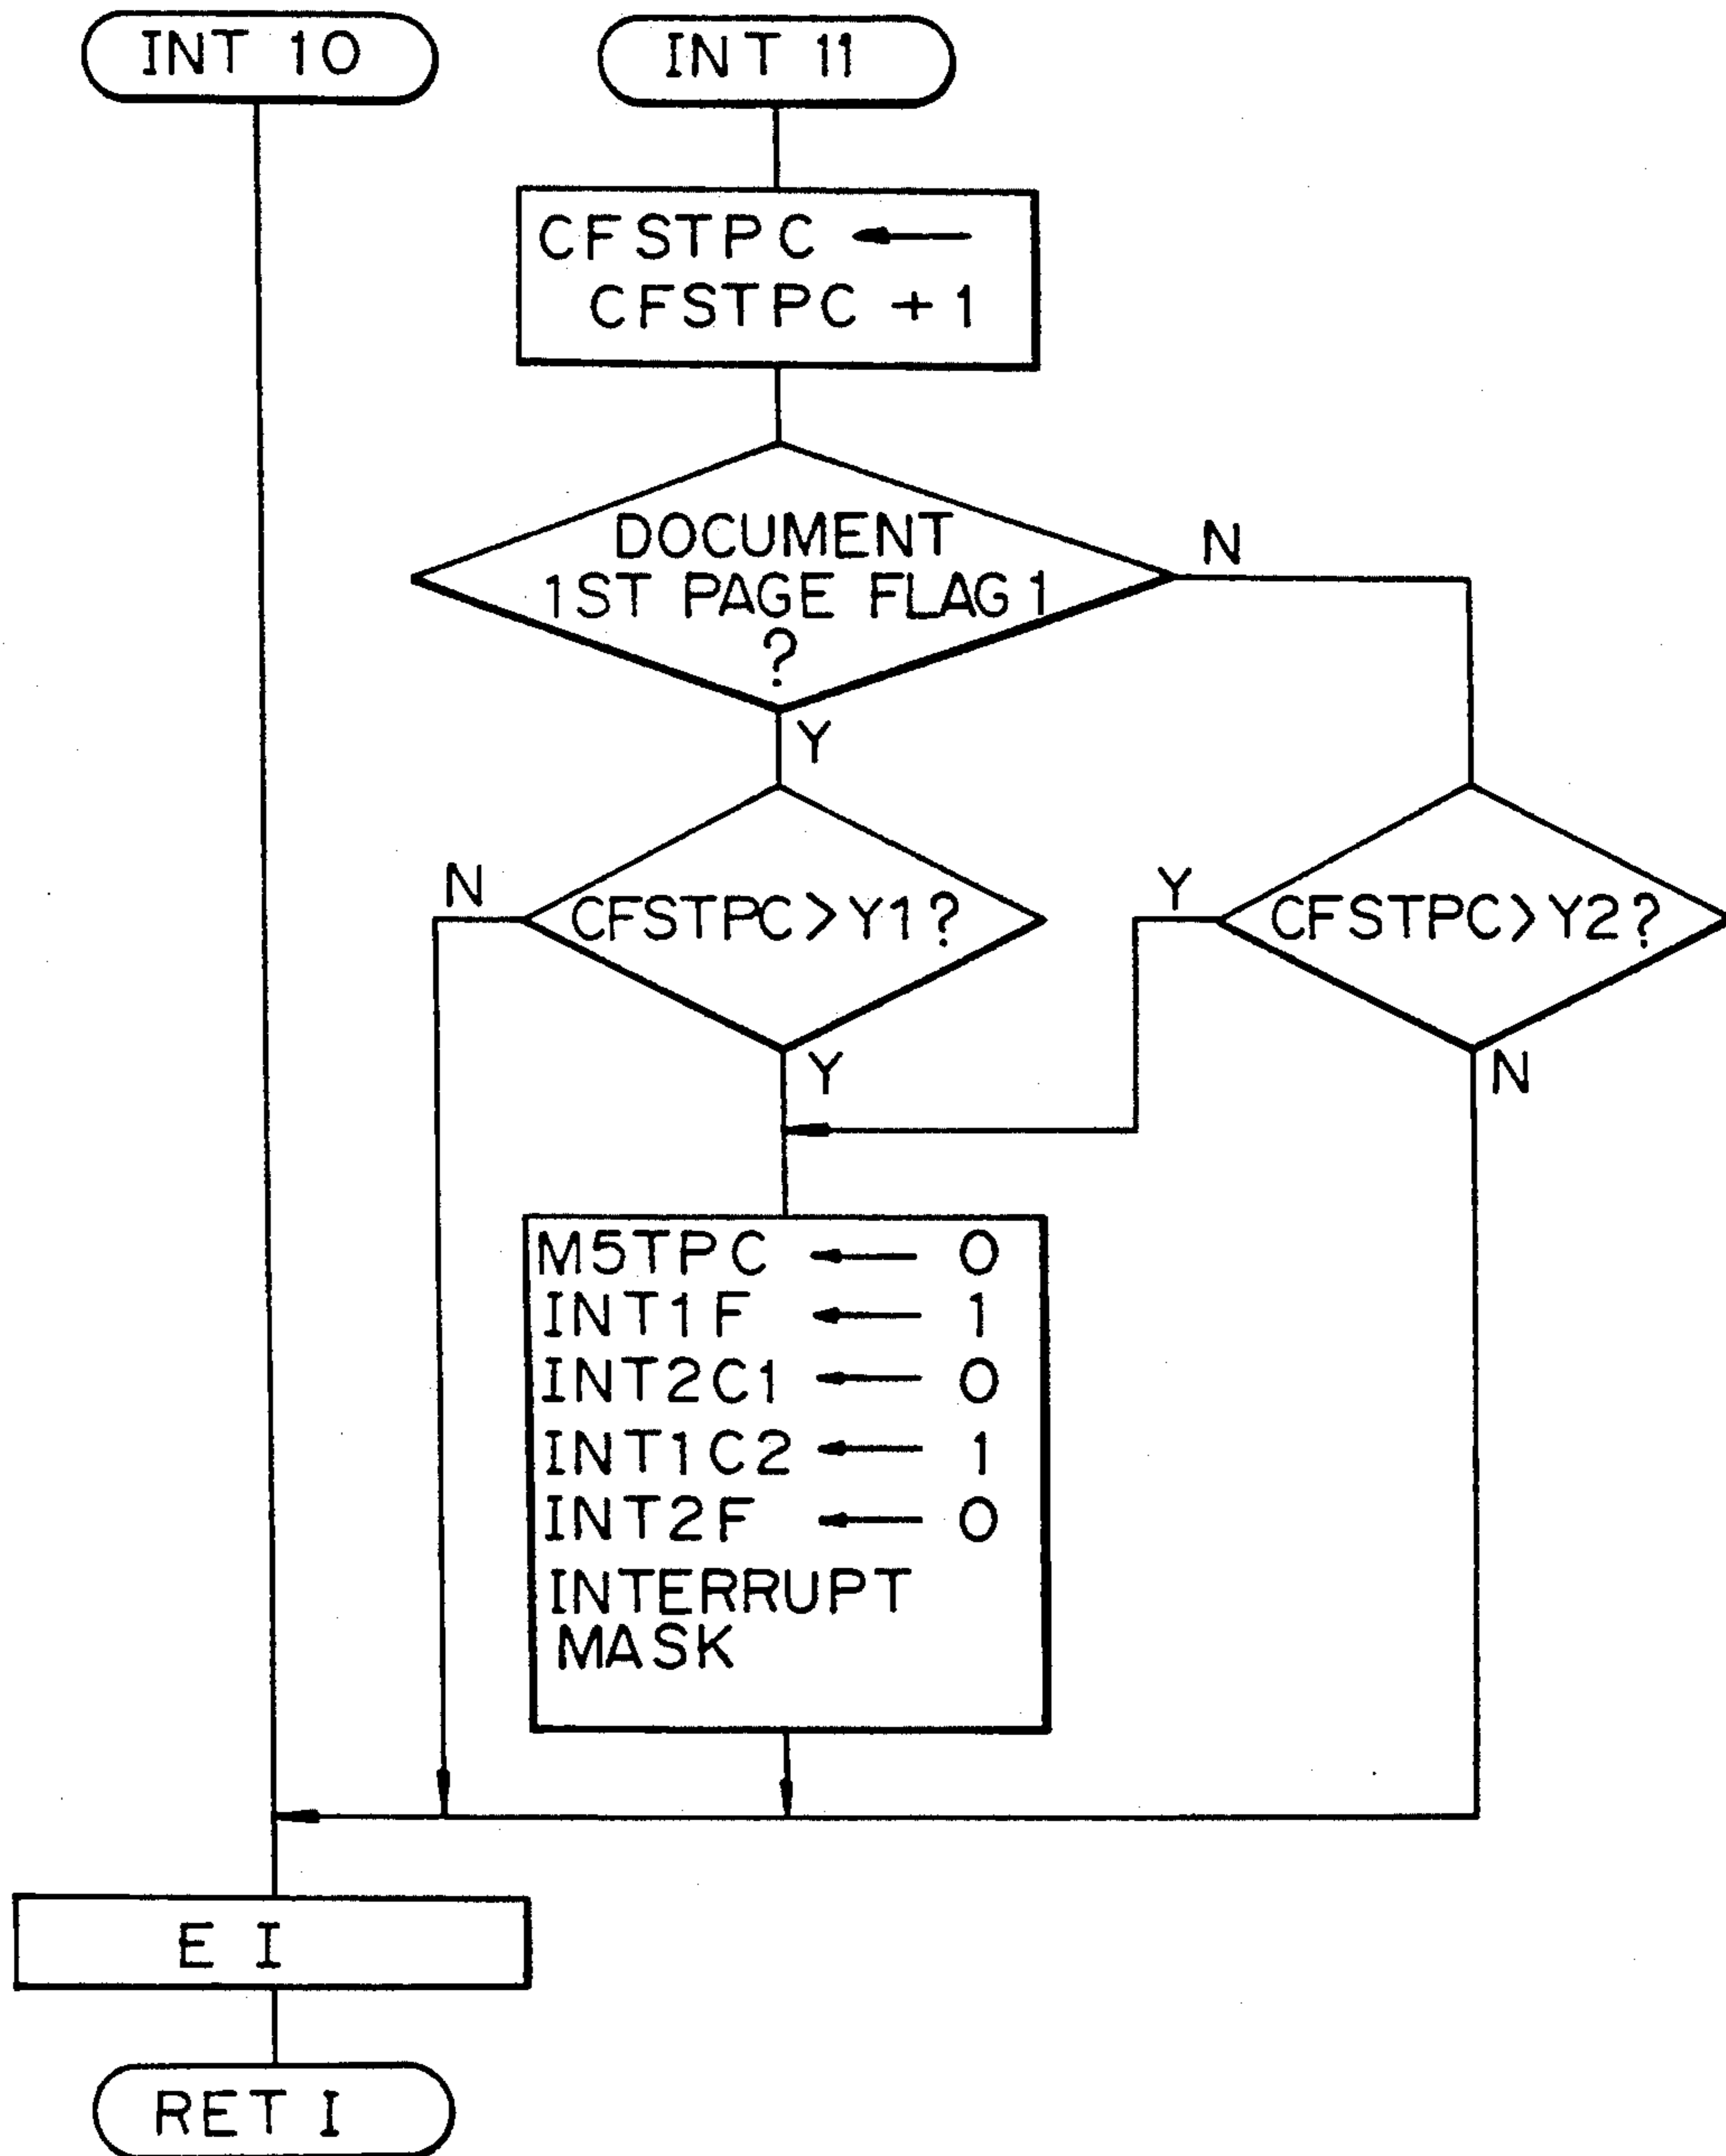 INT 10
INT 11
CFSTPC ←
CFSTPC + 1
DOCUMENT
1ST PAGE FLAG 1
?
N
Y
N
CFSTPC > Y1 ?
Y
Y
CFSTPC > Y2 ?
N
M5TPC ← 0
INT1F ← 1
INT2C1 ← 0
INT1C2 ← 1
INT2F ← 0
INTERRUPT
MASK
E I
RET I